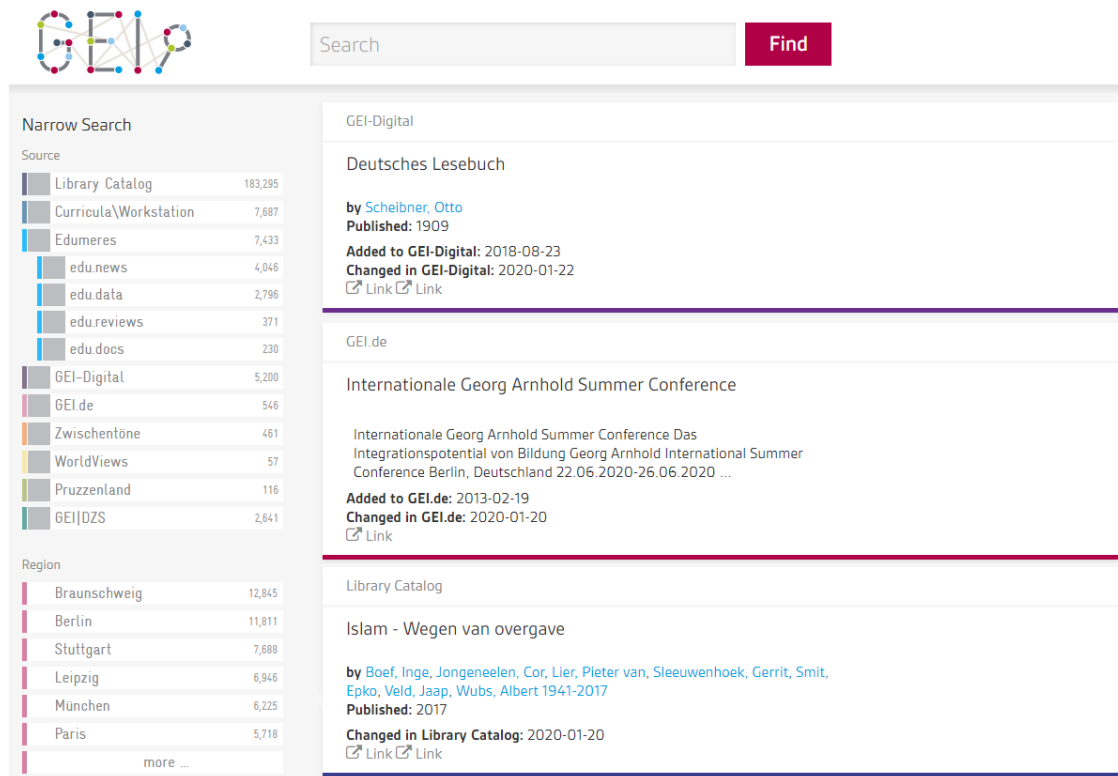 GEI
Search
Find
Narrow Search
Source
Library Catalog 183,295
Curricula\Workstation 7,687
Edumeres 7,433
edu.news 4,046
edu.data 2,796
edu.reviews 371
edu.docs 230
GEI-Digital 5,200
GEI.de 546
Zwischentöne 461
WorldViews 57
Pruzzenland 116
GEI|DZS 2,641
Region
Braunschweig 12,845
Berlin 11,811
Stuttgart 7,688
Leipzig 6,946
München 6,225
Paris 5,718
more ...
GEI-Digital
Deutsches Lesebuch
by Scheibner, Otto
Published: 1909
Added to GEI-Digital: 2018-08-23
Changed in GEI-Digital: 2020-01-22
Link Link
GEI.de
Internationale Georg Arnhold Summer Conference
Internationale Georg Arnhold Summer Conference Das
Integrationspotential von Bildung Georg Arnhold International Summer
Conference Berlin, Deutschland 22.06.2020-26.06.2020 ...
Added to GEI.de: 2013-02-19
Changed in GEI.de: 2020-01-20
Link
Library Catalog
Islam - Wegen van overgave
by Boef, Inge, Jongeneelen, Cor, Lier, Pieter van, Sleeuwenhoek, Gerrit, Smit,
Epko, Veld, Jaap, Wubs, Albert 1941-2017
Published: 2017
Changed in Library Catalog: 2020-01-20
Link Link